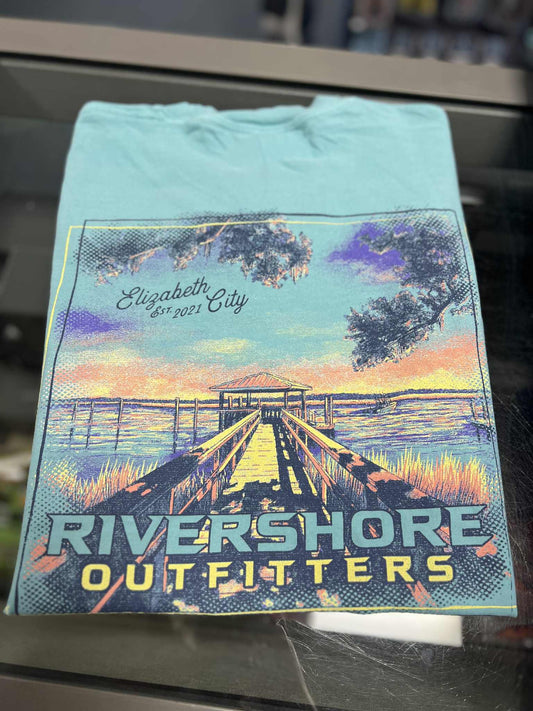 Elizabeth City
Est. 2021
RIVERSHORE
OUTFITTERS